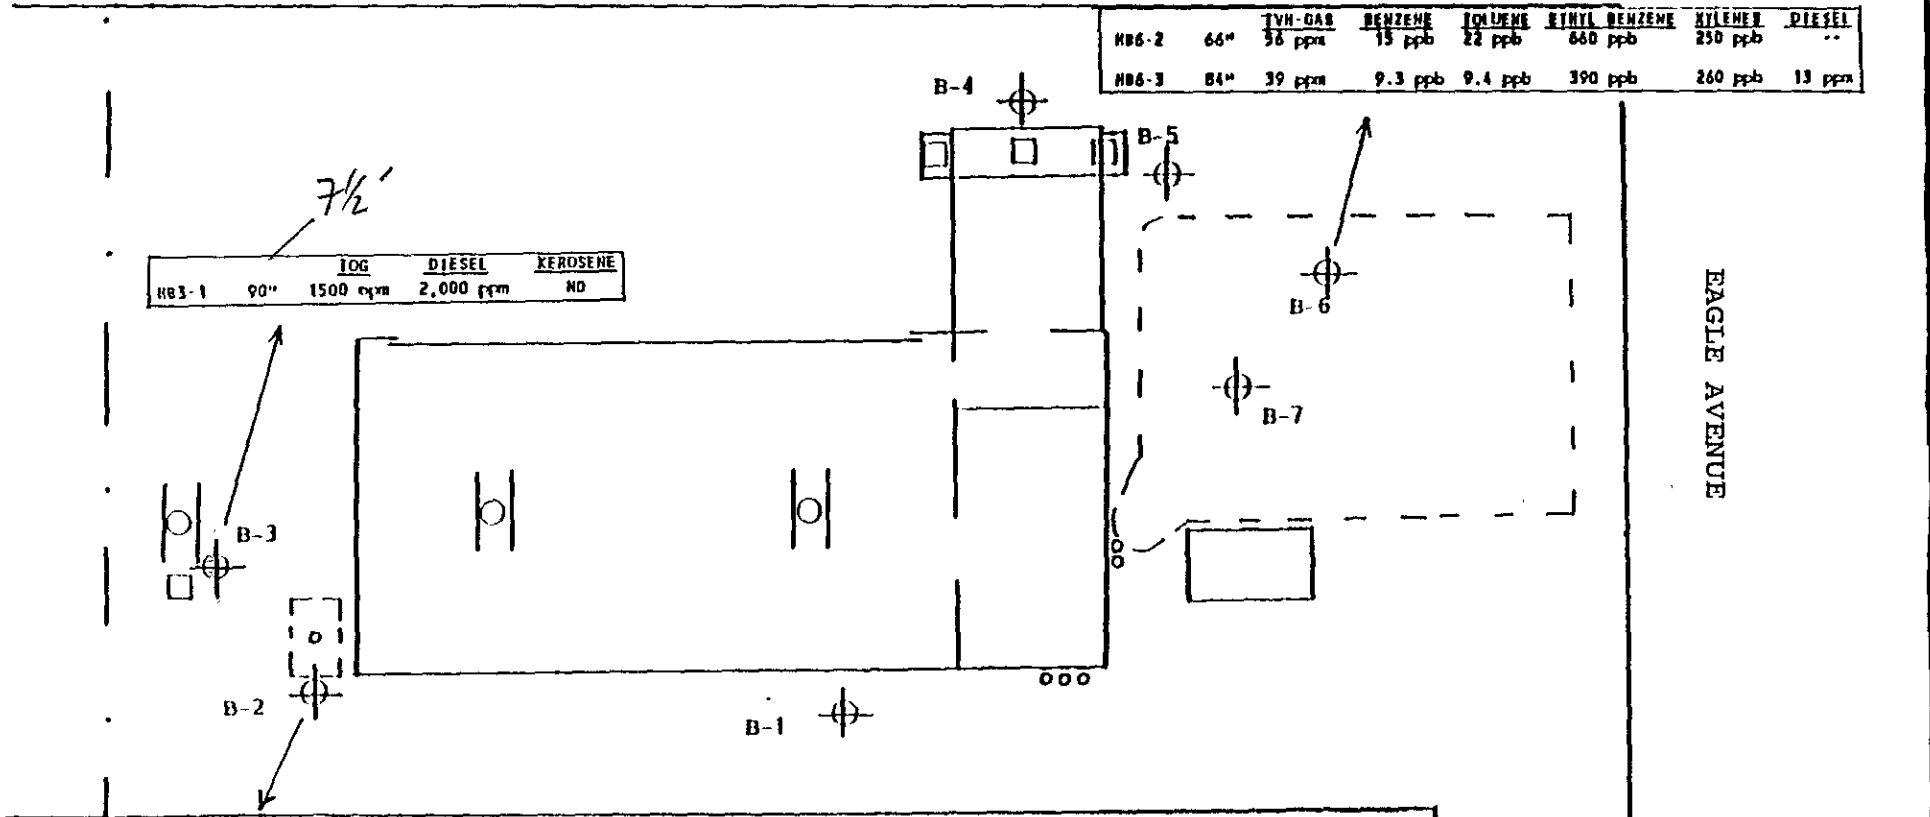 TVH-GAS BENZENE TOLUENE ETHYL BENZENE XYLENES DIESEL
HB6-2 66" 56 ppm 15 ppb 22 ppb 660 ppb 250 ppb --
HB6-3 84" 39 ppm 9.3 ppb 9.4 ppb 390 ppb 260 ppb 13 ppm
B-4
B-5
7½'
TOG DIESEL KEROSENE
HB3-1 90" 1500 ppm 2,000 ppm ND
B-6
EAGLE AVENUE
B-7
B-3
B-2
B-1